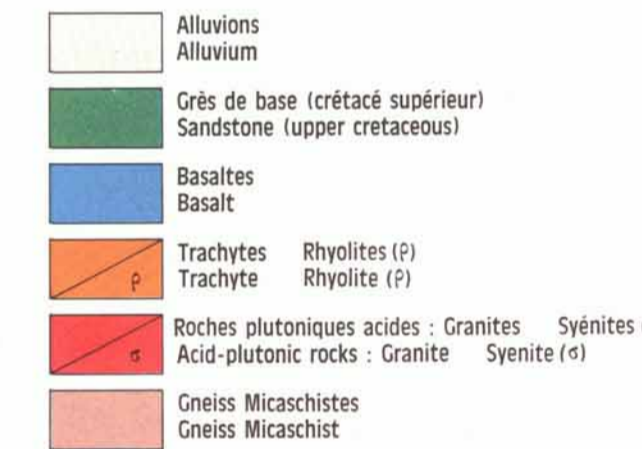 Alluvions
Alluvium
Grès de base (crétacé supérieur)
Sandstone (upper cretaceous)
Basaltes
Basalt
Trachytes Rhyolites (ρ)
ρ Trachyte Rhyolite (ρ)
Roches plutoniques acides : Granites Syénites (
σ Acid-plutonic rocks : Granite Syenite (σ)
Gneiss Micaschistes
Gneiss Micaschist